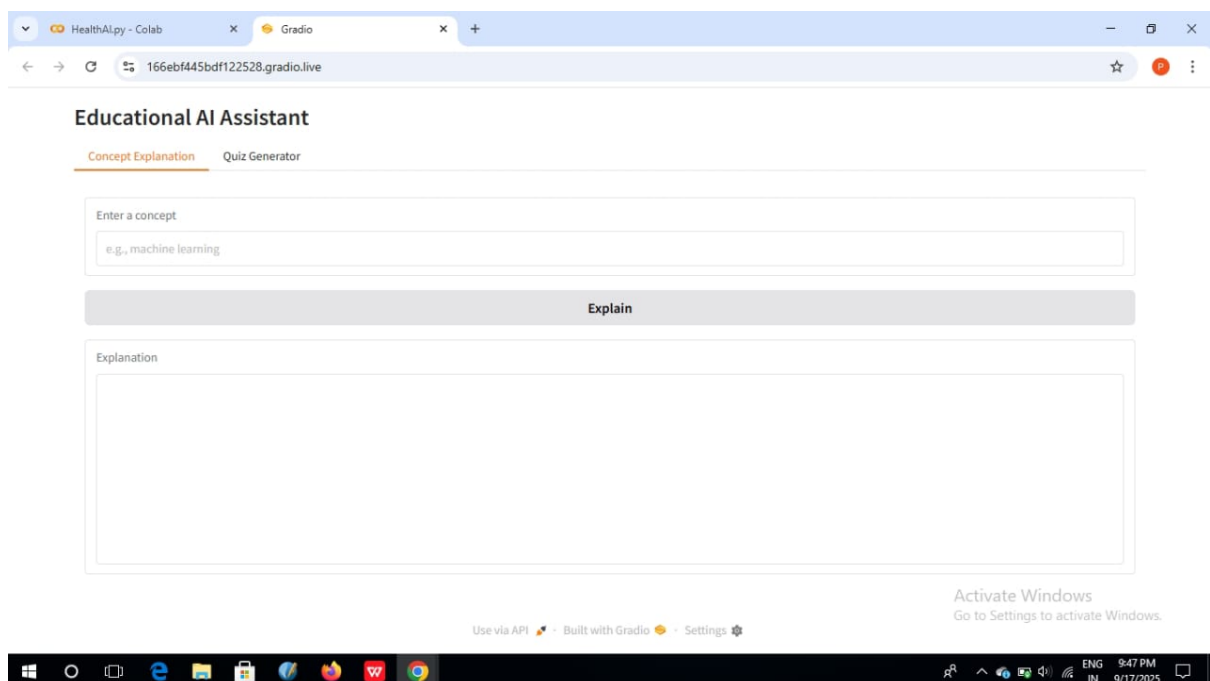 HealthAI.py - Colab
Gradio
166ebf445bdf122528.gradio.live
P
Educational AI Assistant
Concept Explanation Quiz Generator
Enter a concept
e.g., machine learning
Explain
Explanation
Activate Windows
Go to Settings to activate Windows.
Use via API · Built with Gradio · Settings
ENG 9:47 PM
IN 9/17/2025